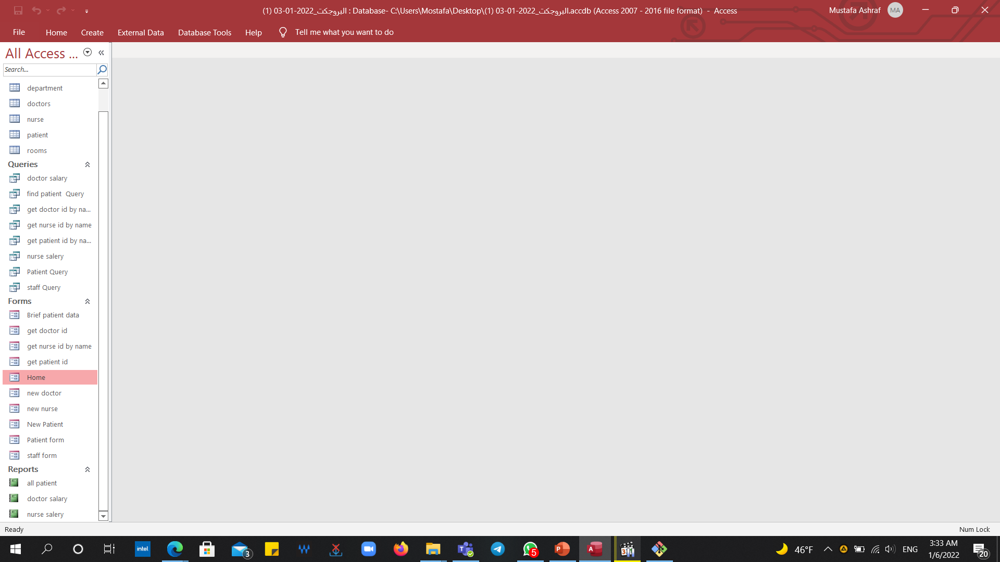 البروجكت_2022-01-03 (1) : Database- C:\Users\Mostafa\Desktop\البروجكت_2022-01-03 (1).accdb (Access 2007 - 2016 file format) - Access
Mustafa Ashraf MA
File Home Create External Data Database Tools Help Tell me what you want to do
All Access ...
Search...
department
doctors
nurse
patient
rooms
Queries
doctor salary
find patient  Query
get doctor id by na...
get nurse id by name
get patient id by na...
nurse salery
Patient Query
staff Query
Forms
Brief patient data
get doctor id
get nurse id by name
get patient id
Home
new doctor
new nurse
New Patient
Patient form
staff form
Reports
all patient
doctor salary
nurse salery
Ready
Num Lock
intel
3
5
P
A
46°F
ENG
3:33 AM
1/6/2022
20